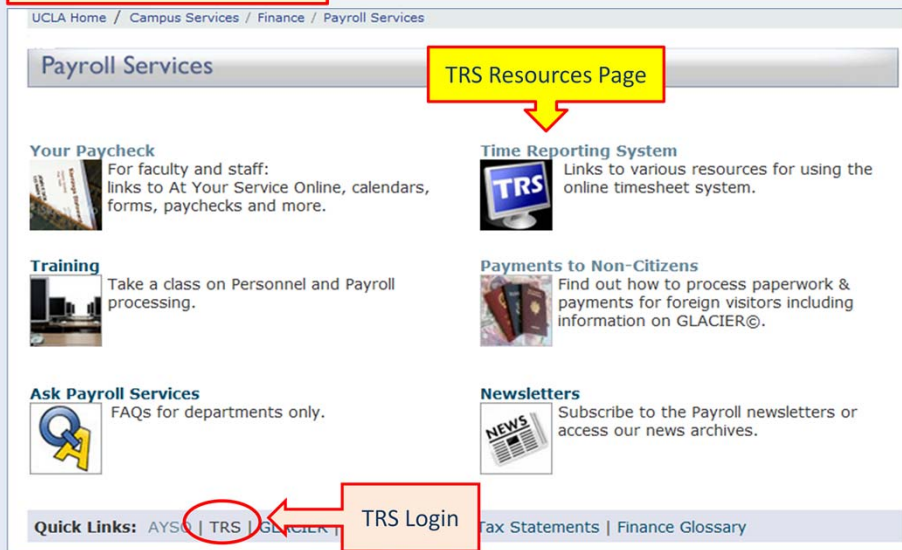 UCLA Home / Campus Services / Finance / Payroll Services
Payroll Services
TRS Resources Page
Your Paycheck
For faculty and staff:
links to At Your Service Online, calendars,
forms, paychecks and more.
Time Reporting System
TRS
Links to various resources for using the
online timesheet system.
Training
Take a class on Personnel and Payroll
processing.
Payments to Non-Citizens
Find out how to process paperwork &
payments for foreign visitors including
information on GLACIER©.
Ask Payroll Services
QA
FAQs for departments only.
Newsletters
NEWS
Subscribe to the Payroll newsletters or
access our news archives.
Quick Links: AYSO | TRS | GLACIER | Tax Statements | Finance Glossary
TRS Login